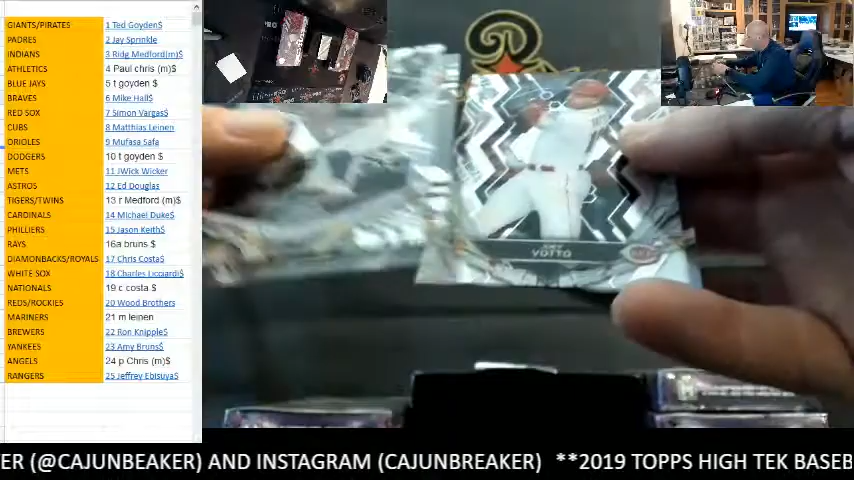 GIANTS/PIRATES 1 Ted Goyden$
PADRES 2 Jay Sprinkle
INDIANS 3 Ridg Medford(m)$
ATHLETICS 4 Paul chris (m)$
BLUE JAYS 5 t goyden $
BRAVES 6 Mike Hall$
RED SOX 7 Simon Vargas$
CUBS 8 Matthias Leinen
ORIOLES 9 Mufasa Safa
DODGERS 10 t goyden $
METS 11 JWick Wicker
ASTROS 12 Ed Douglas
TIGERS/TWINS 13 r Medford (m)$
CARDINALS 14 Michael Duke$
PHILLIERS 15 Jason Keith$
RAYS 16a bruns $
DIAMONBACKS/ROYALS 17 Chris Costa$
WHITE SOX 18 Charles Licciardi$
NATIONALS 19 c costa $
REDS/ROCKIES 20 Wood Brothers
MARINERS 21 m leinen
BREWERS 22 Ron Knipple$
YANKEES 23 Amy Bruns$
ANGELS 24 p Chris (m)$
RANGERS 25 Jeffrey Ebisuya$
JOEY
VOTTO
ER (@CAJUNBEAKER) AND INSTAGRAM (CAJUNBREAKER) **2019 TOPPS HIGH TEK BASEB